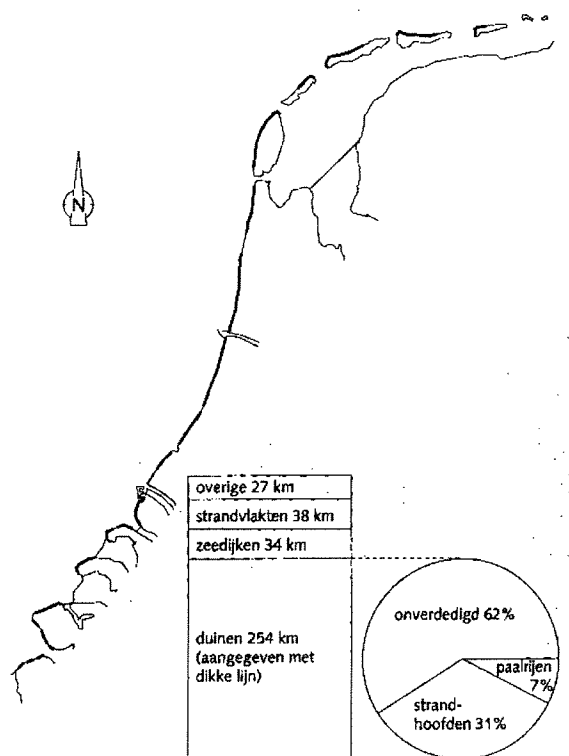 N
overige 27 km
strandvlakten 38 km
zeedijken 34 km
duinen 254 km
(aangegeven met
dikke lijn)
onverdedigd 62%
paalrijen
7%
strand-
hoofden 31%